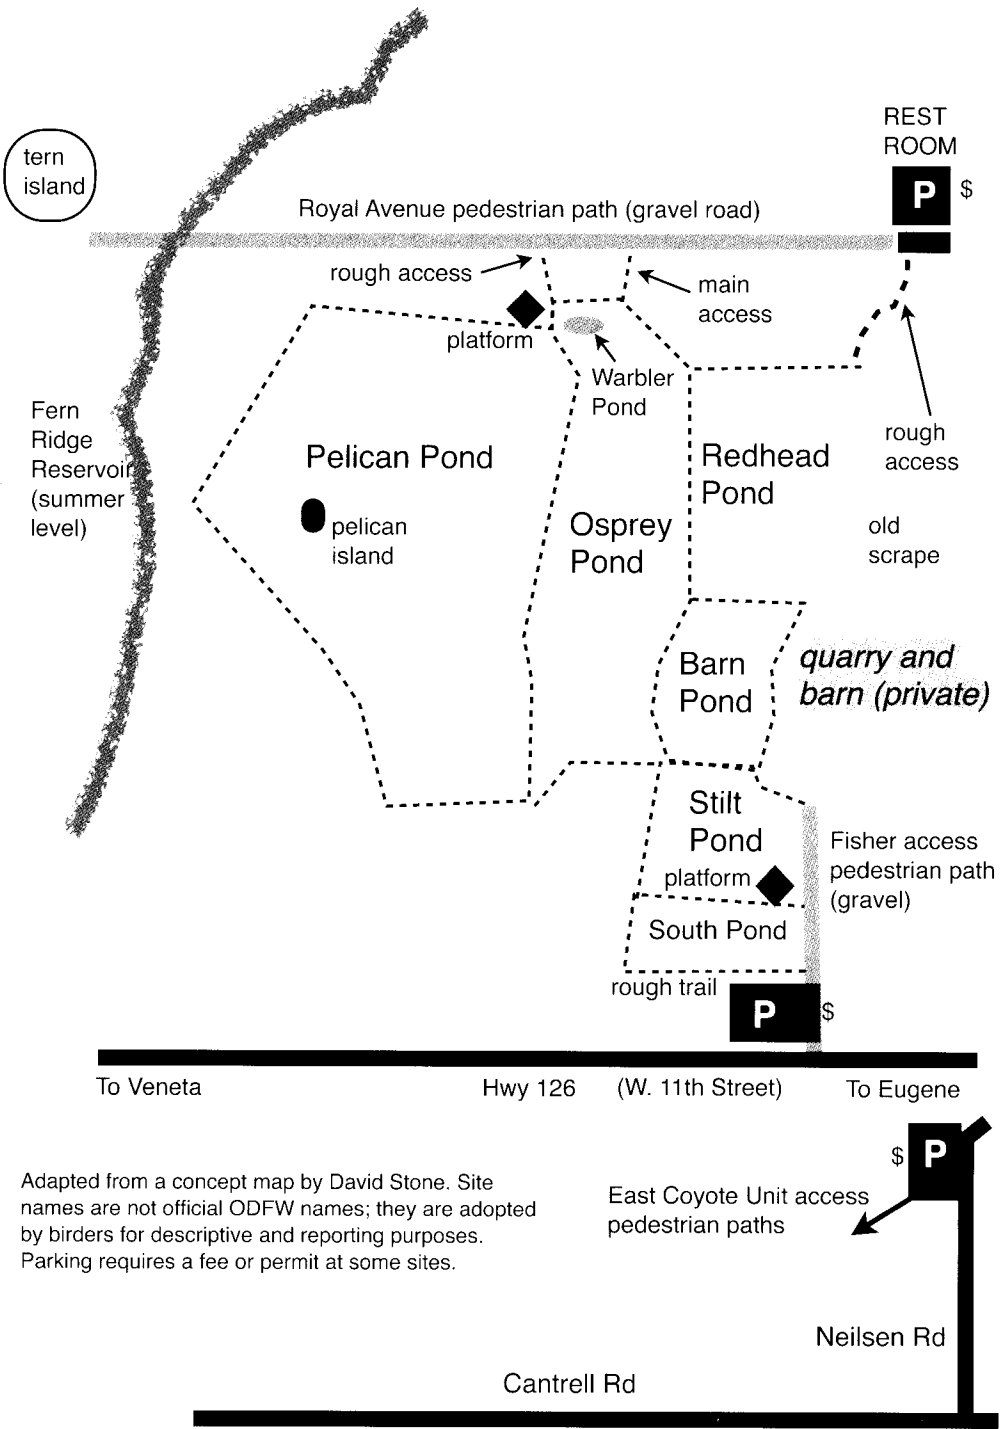 REST
ROOM
tern
island
P
$
Royal Avenue pedestrian path (gravel road)
rough access
main
access
platform
Warbler
Pond
Fern
Ridge
Reservoir
(summer
level)
Pelican Pond
Redhead
Pond
rough
access
pelican
island
Osprey
Pond
old
scrape
Barn
Pond
quarry and
barn (private)
Stilt
Pond
platform
Fisher access
pedestrian path
(gravel)
South Pond
rough trail
P
$
To Veneta
Hwy 126
(W. 11th Street)
To Eugene
$
P
Adapted from a concept map by David Stone. Site
names are not official ODFW names; they are adopted
by birders for descriptive and reporting purposes.
Parking requires a fee or permit at some sites.
East Coyote Unit access
pedestrian paths
Neilsen Rd
Cantrell Rd